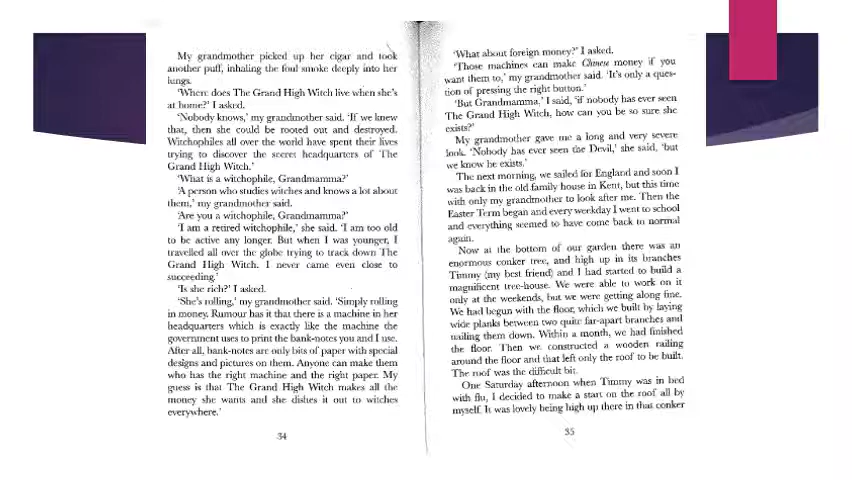 My grandmother picked up her cigar and took
another puff, inhaling the foul smoke deeply into her
lungs.
‘Where does The Grand High Witch live when she’s
at home?’ I asked.
‘Nobody knows,’ my grandmother said. ‘If we knew
that, then she could be rooted out and destroyed.
Witchophiles all over the world have spent their lives
trying to discover the secret headquarters of The
Grand High Witch.’
‘What is a witchophile, Grandmamma?’
‘A person who studies witches and knows a lot about
them,’ my grandmother said.
‘Are you a witchophile, Grandmamma?’
‘I am a retired witchophile,’ she said. ‘I am too old
to be active any longer. But when I was younger, I
travelled all over the globe trying to track down The
Grand High Witch. I never came even close to
succeeding.’
‘Is she rich?’ I asked.
‘She’s rolling,’ my grandmother said. ‘Simply rolling
in money. Rumour has it that there is a machine in her
headquarters which is exactly like the machine the
government uses to print the bank-notes you and I use.
After all, bank-notes are only bits of paper with special
designs and pictures on them. Anyone can make them
who has the right machine and the right paper. My
guess is that The Grand High Witch makes all the
money she wants and she dishes it out to witches
everywhere.’
34
‘What about foreign money?’ I asked.
‘Those machines can make Chinese money if you
want them to,’ my grandmother said. ‘It’s only a ques-
tion of pressing the right button.’
‘But Grandmamma,’ I said, ‘if nobody has ever seen
The Grand High Witch, how can you be so sure she
exists?’
My grandmother gave me a long and very severe
look. ‘Nobody has ever seen the Devil,’ she said, ‘but
we know he exists.’
The next morning, we sailed for England and soon I
was back in the old family house in Kent, but this time
with only my grandmother to look after me. Then the
Easter Term began and every weekday I went to school
and everything seemed to have come back to normal
again.
Now at the bottom of our garden there was an
enormous conker tree, and high up in its branches
Timmy (my best friend) and I had started to build a
magnificent tree-house. We were able to work on it
only at the weekends, but we were getting along fine.
We had begun with the floor, which we built by laying
wide planks between two quite far-apart branches and
nailing them down. Within a month, we had finished
the floor. Then we constructed a wooden railing
around the floor and that left only the roof to be built.
The roof was the difficult bit.
One Saturday afternoon when Timmy was in bed
with flu, I decided to make a start on the roof all by
myself. It was lovely being high up there in that conker
35